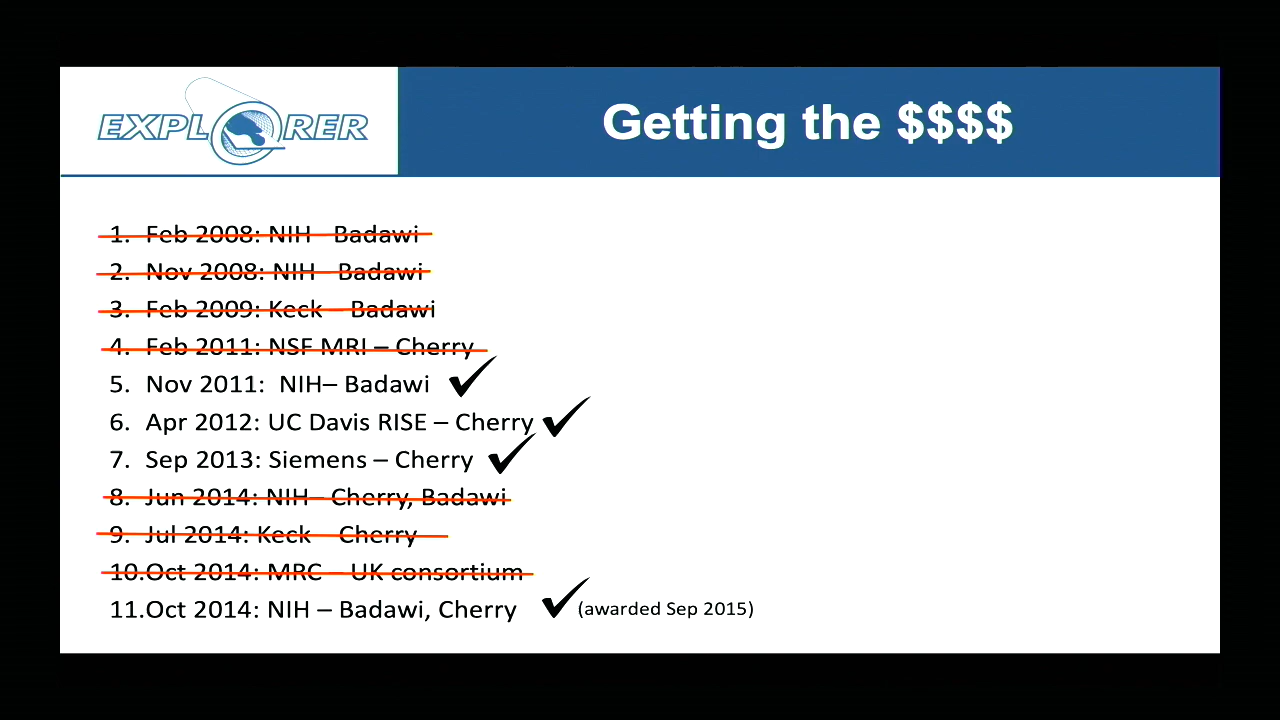 EXPLORER
Getting the $$$$
1. Feb 2008: NIH – Badawi
2. Nov 2008: NIH – Badawi
3. Feb 2009: Keck – Badawi
4. Feb 2011: NSF MRI – Cherry
5. Nov 2011: NIH– Badawi
6. Apr 2012: UC Davis RISE – Cherry
7. Sep 2013: Siemens – Cherry
8. Jun 2014: NIH– Cherry, Badawi
9. Jul 2014: Keck – Cherry
10.Oct 2014: MRC – UK consortium
11.Oct 2014: NIH – Badawi, Cherry (awarded Sep 2015)